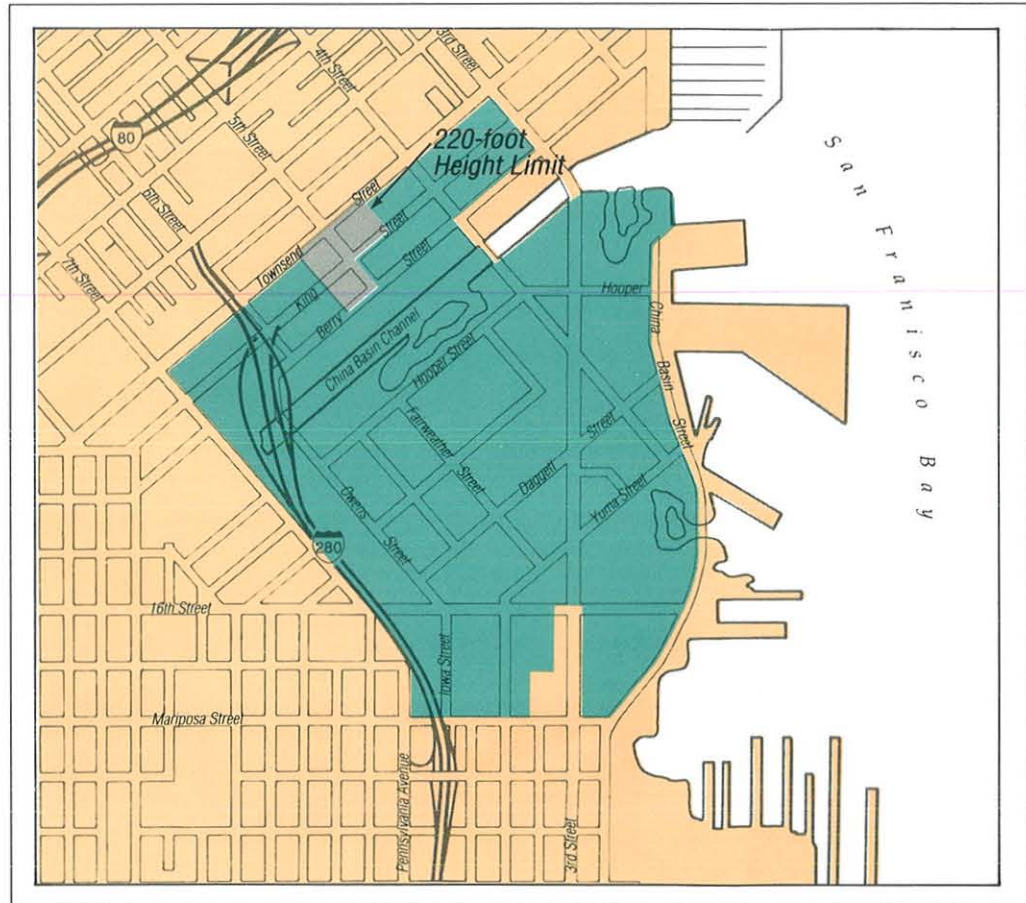 3rd Street
4th Street
5th Street
80
220-foot
Height Limit
6th Street
7th Street
Townsend
Street
King
Street
Berry
Street
China Basin Channel
Hooper Street
Hooper
China
Basin
Street
San Franisco Bay
Fairweather Street
Daggett
Street
Yuma Street
Owens
Street
280
16th Street
Iowa Street
Mariposa Street
Pennsylvania Avenue
3rd Street